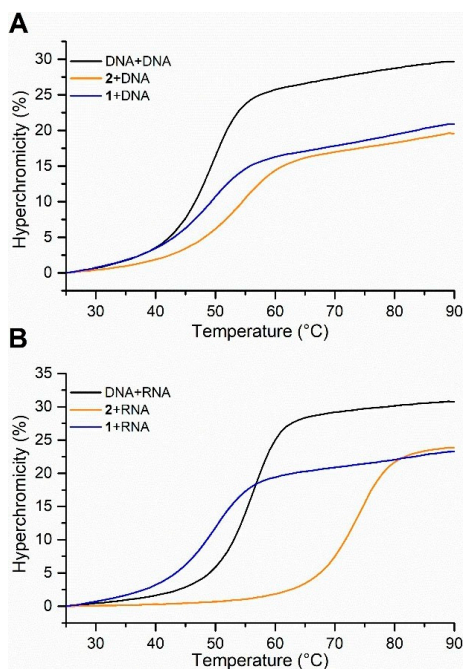 A
DNA+DNA
2+DNA
1+DNA
Hyperchromicity (%)
30
25
20
15
10
5
0
30 40 50 60 70 80 90
Temperature (°C)
B
DNA+RNA
2+RNA
1+RNA
Hyperchromicity (%)
35
30
25
20
15
10
5
0
30 40 50 60 70 80 90
Temperature (°C)